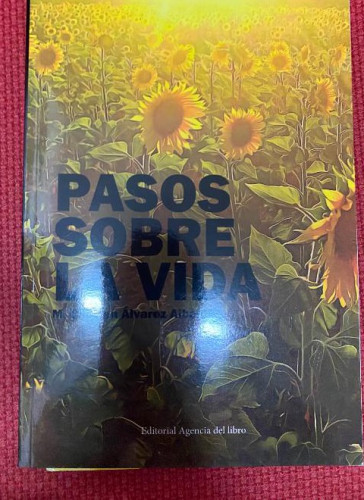 PASOS
SOBRE
LA VIDA
Álvarez
Editorial Agencia del libro